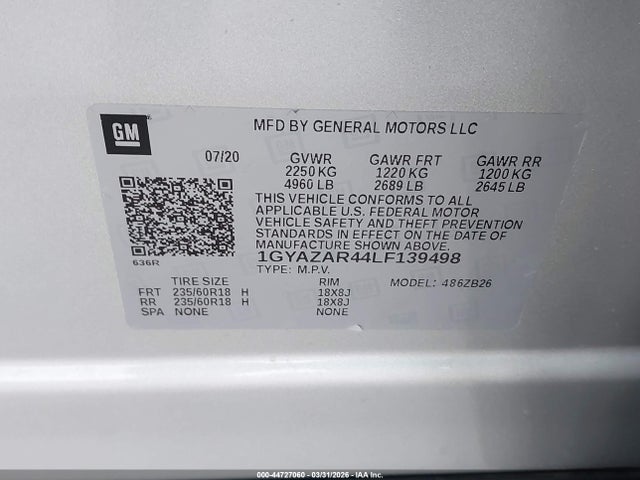 GM
MFD BY GENERAL MOTORS LLC
07/20 GVWR GAWR FRT GAWR RR
2250 KG 1220 KG 1200 KG
4960 LB 2689 LB 2645 LB
THIS VEHICLE CONFORMS TO ALL
APPLICABLE U.S. FEDERAL MOTOR
VEHICLE SAFETY AND THEFT PREVENTION
STANDARDS IN EFFECT ON THE DATE OF
MANUFACTURE SHOWN ABOVE.
1GYAZAR44LF139498
636R
TYPE: M.P.V. MODEL: 486ZB26
TIRE SIZE RIM
FRT 235/60R18 H 18X8J
RR 235/60R18 H 18X8J
SPA NONE NONE
000-44727060 - 03/31/2026 - IAA Inc.